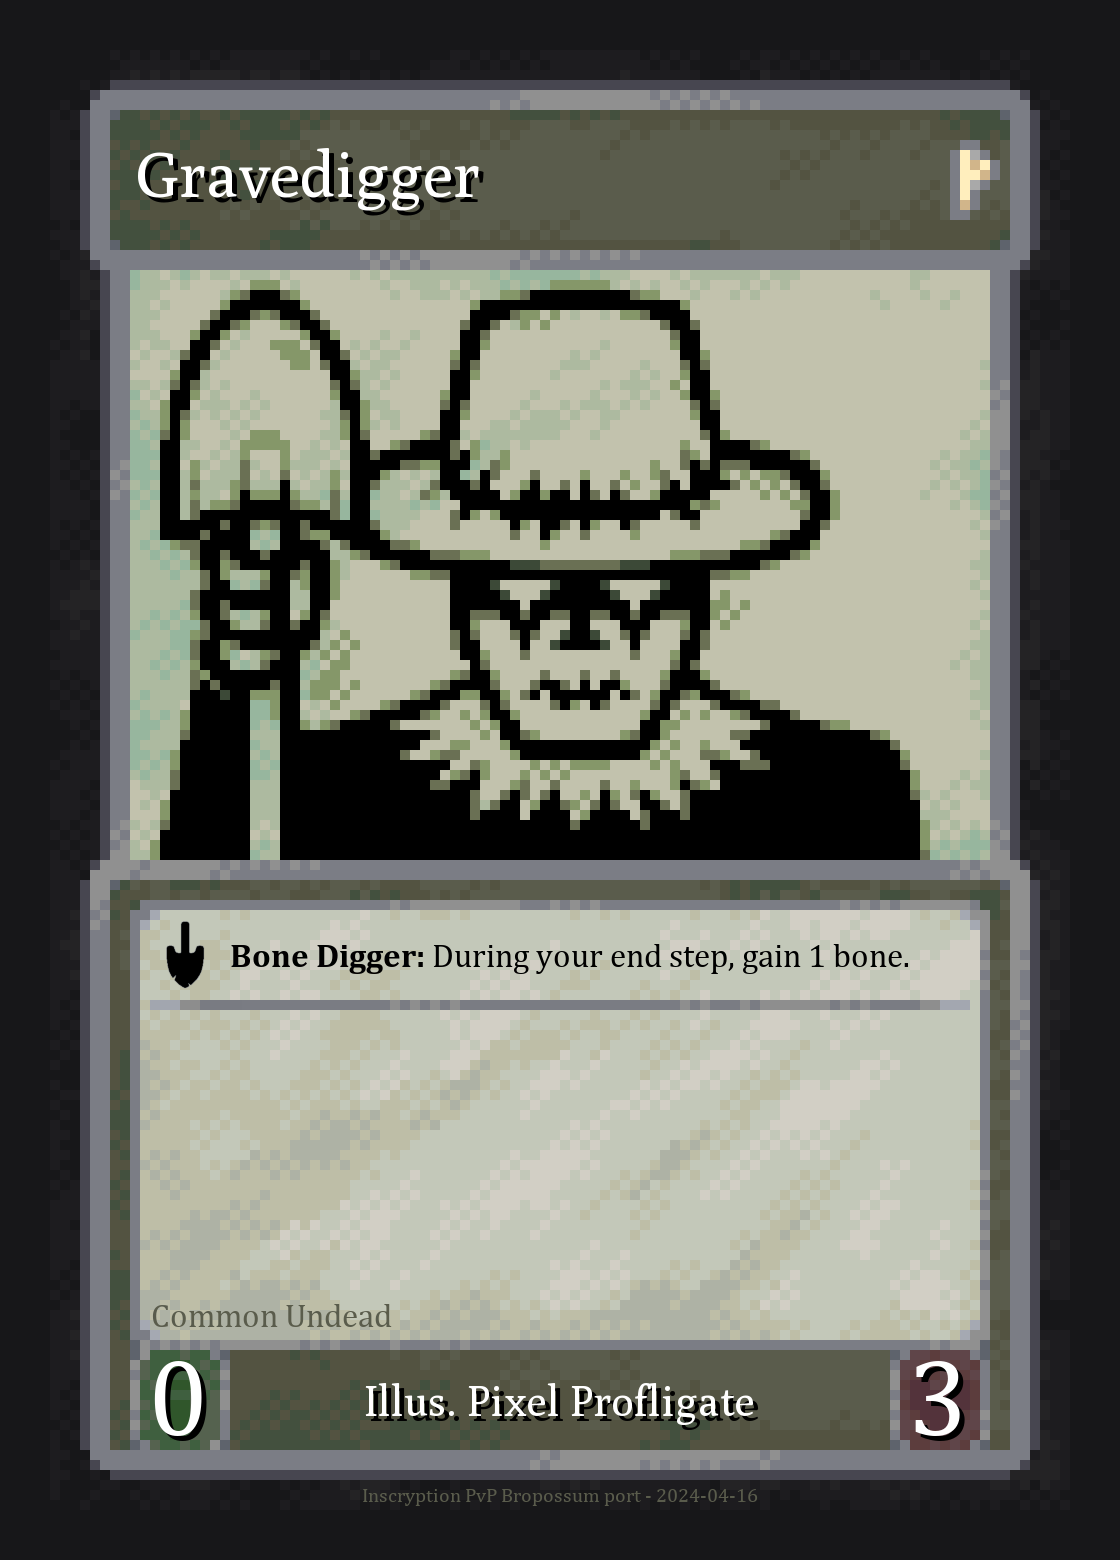 Gravedigger
Bone Digger: During your end step, gain 1 bone.
Common Undead
0
Illus. Pixel Profligate
3
Inscryption PvP Bropossum port - 2024-04-16